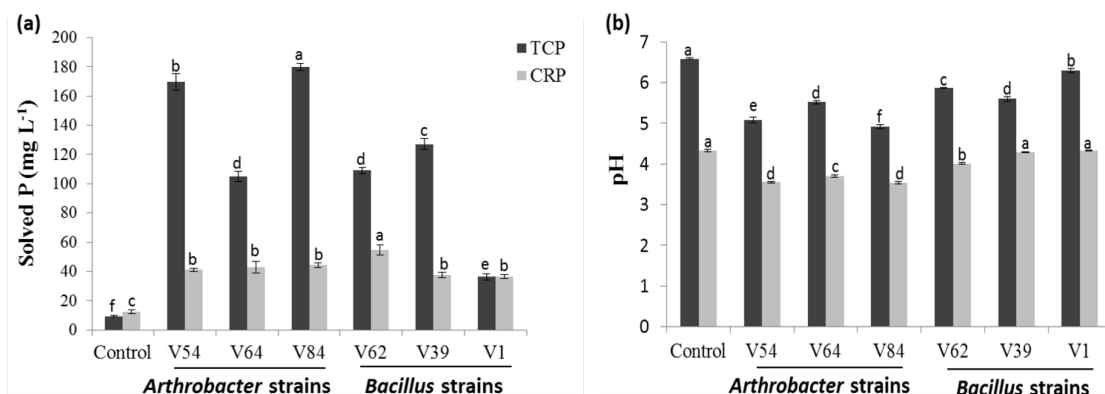 (a)
Solved P (mg L-1)
200
180
160
140
120
100
80
60
40
20
0
TCP
CRP
f c b b d b a b d a c b e b
Control V54 V64 V84 V62 V39 V1
Arthrobacter strains Bacillus strains
(b)
pH
7
6
5
4
3
2
1
0
a a e d d c f d c b d a b a
Control V54 V64 V84 V62 V39 V1
Arthrobacter strains Bacillus strains